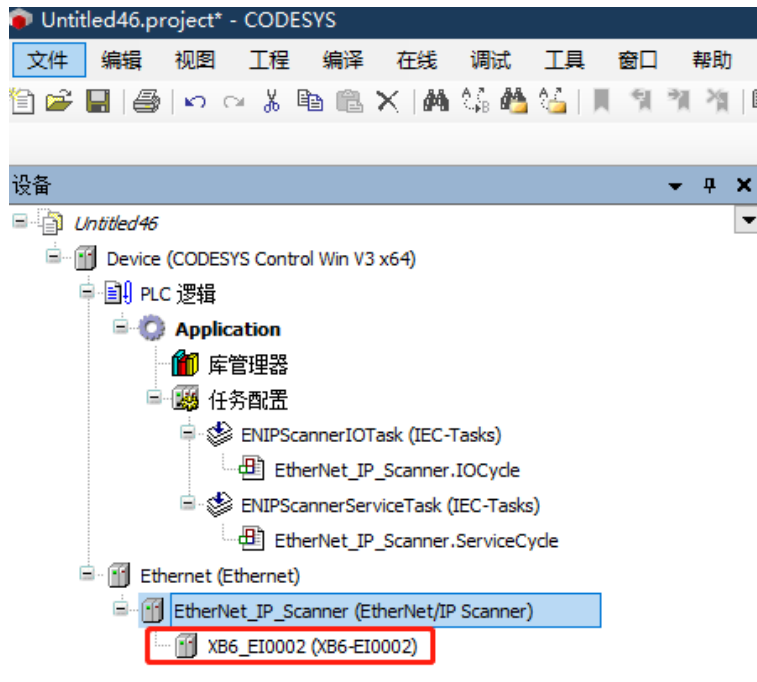 Untitled46.project* - CODESYS
文件 编辑 视图 工程 编译 在线 调试 工具 窗口 帮助
设备
Untitled46
Device (CODESYS Control Win V3 x64)
PLC 逻辑
Application
库管理器
任务配置
ENIPScannerIOTask (IEC-Tasks)
EtherNet_IP_Scanner.IOCycle
ENIPScannerServiceTask (IEC-Tasks)
EtherNet_IP_Scanner.ServiceCycle
Ethernet (Ethernet)
EtherNet_IP_Scanner (EtherNet/IP Scanner)
XB6_EI0002 (XB6-EI0002)